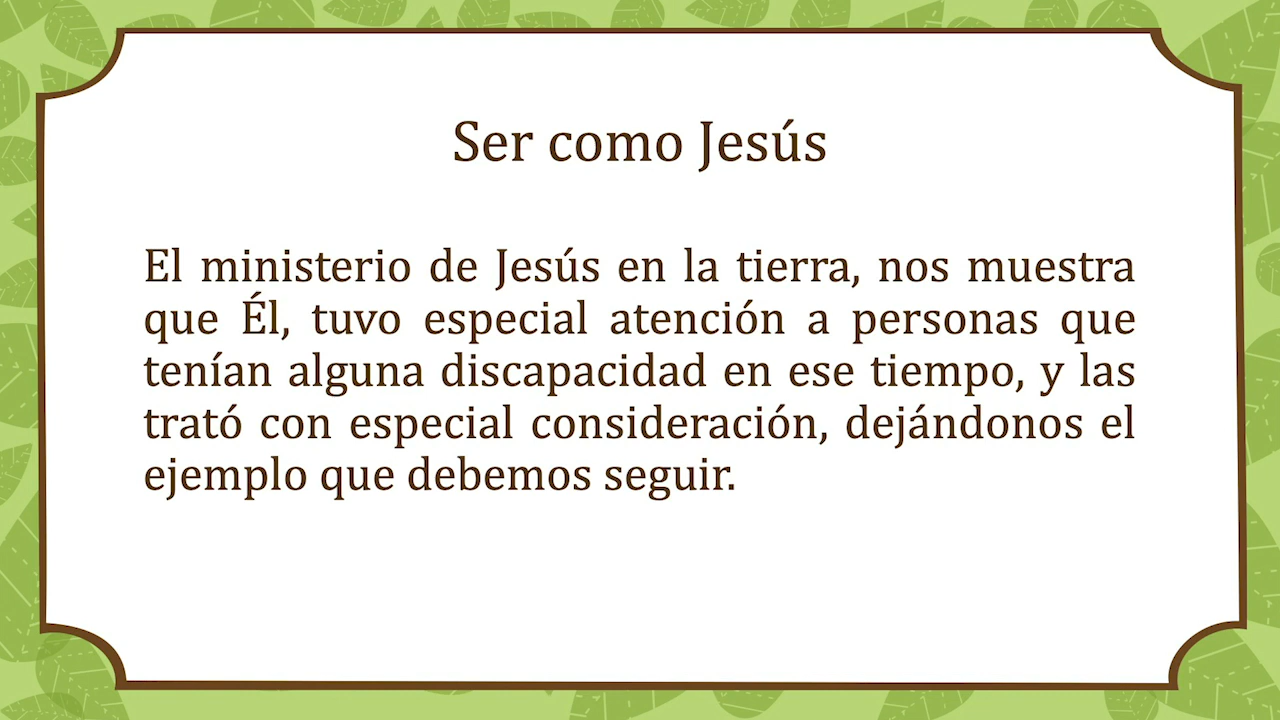 Ser como Jesús
El ministerio de Jesús en la tierra, nos muestra
que Él, tuvo especial atención a personas que
tenían alguna discapacidad en ese tiempo, y las
trató con especial consideración, dejándonos el
ejemplo que debemos seguir.